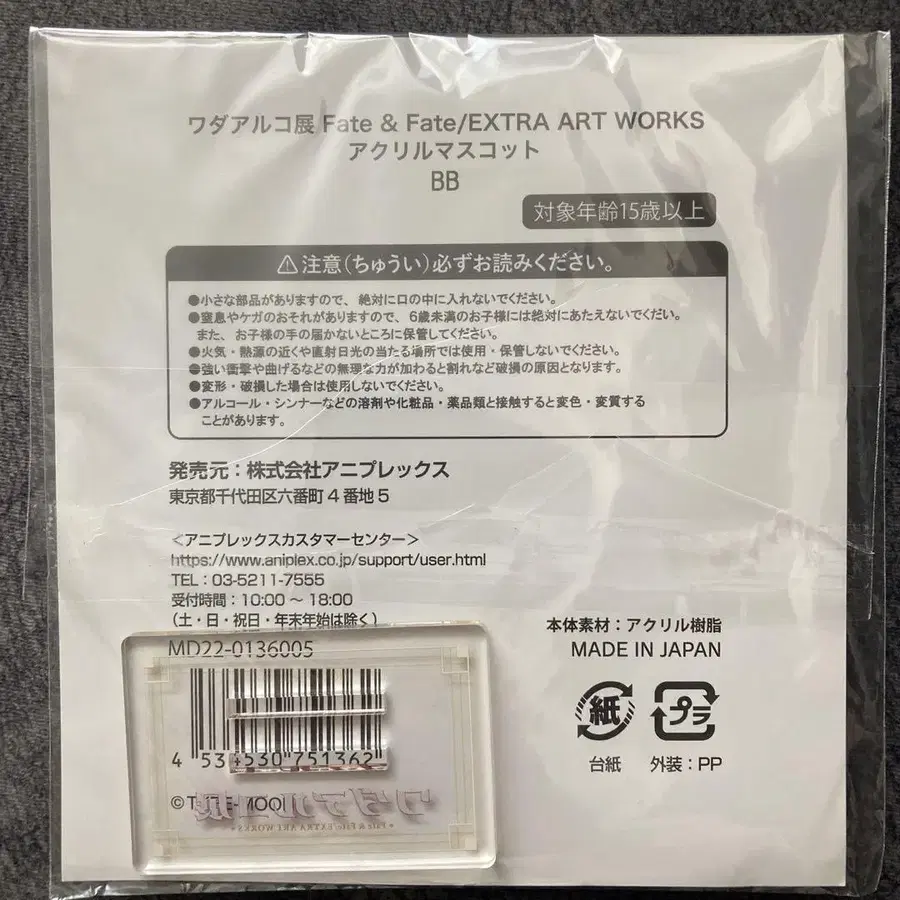 ワダアルコ展 Fate & Fate/EXTRA ART WORKS
アクリルマスコット
BB
対象年齢15歳以上
⚠注意(ちゅうい)必ずお読みください。
●小さな部品がありますので、絶対に口の中に入れないでください。
●窒息やケガのおそれがありますので、6歳未満のお子様には絶対にあたえないでください。
また、お子様の手の届かないところに保管してください。
●火気・熱源の近くや直射日光の当たる場所では使用・保管しないでください。
●強い衝撃や曲げるなどの無理な力が加わると割れなど破損の原因となります。
●変形・破損した場合は使用しないでください。
●アルコール・シンナーなどの溶剤や化粧品・薬品類と接触すると変色・変質する
ことがあります。
発売元:株式会社アニプレックス
東京都千代田区六番町4番地5
<アニプレックスカスタマーセンター>
https://www.aniplex.co.jp/support/user.html
TEL:03-5211-7555
受付時間:10:00~18:00
(土・日・祝日・年末年始は除く)
MD22-0136005
本体素材:アクリル樹脂
MADE IN JAPAN
紙
プラ
台紙
外装:PP
4 534530 751362
ワダアルコ展
Fate & Fate/EXTRA ART WORKS